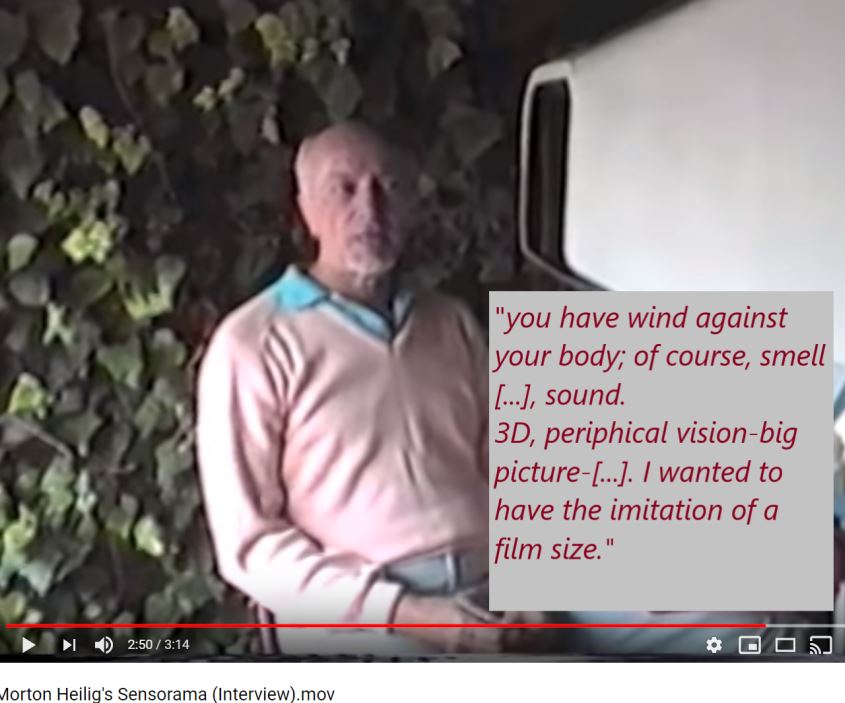 "you have wind against
your body; of course, smell
[...], sound.
3D, periphical vision-big
picture-[...]. I wanted to
have the imitation of a
film size."
2:50 / 3:14
Morton Heilig's Sensorama (Interview).mov